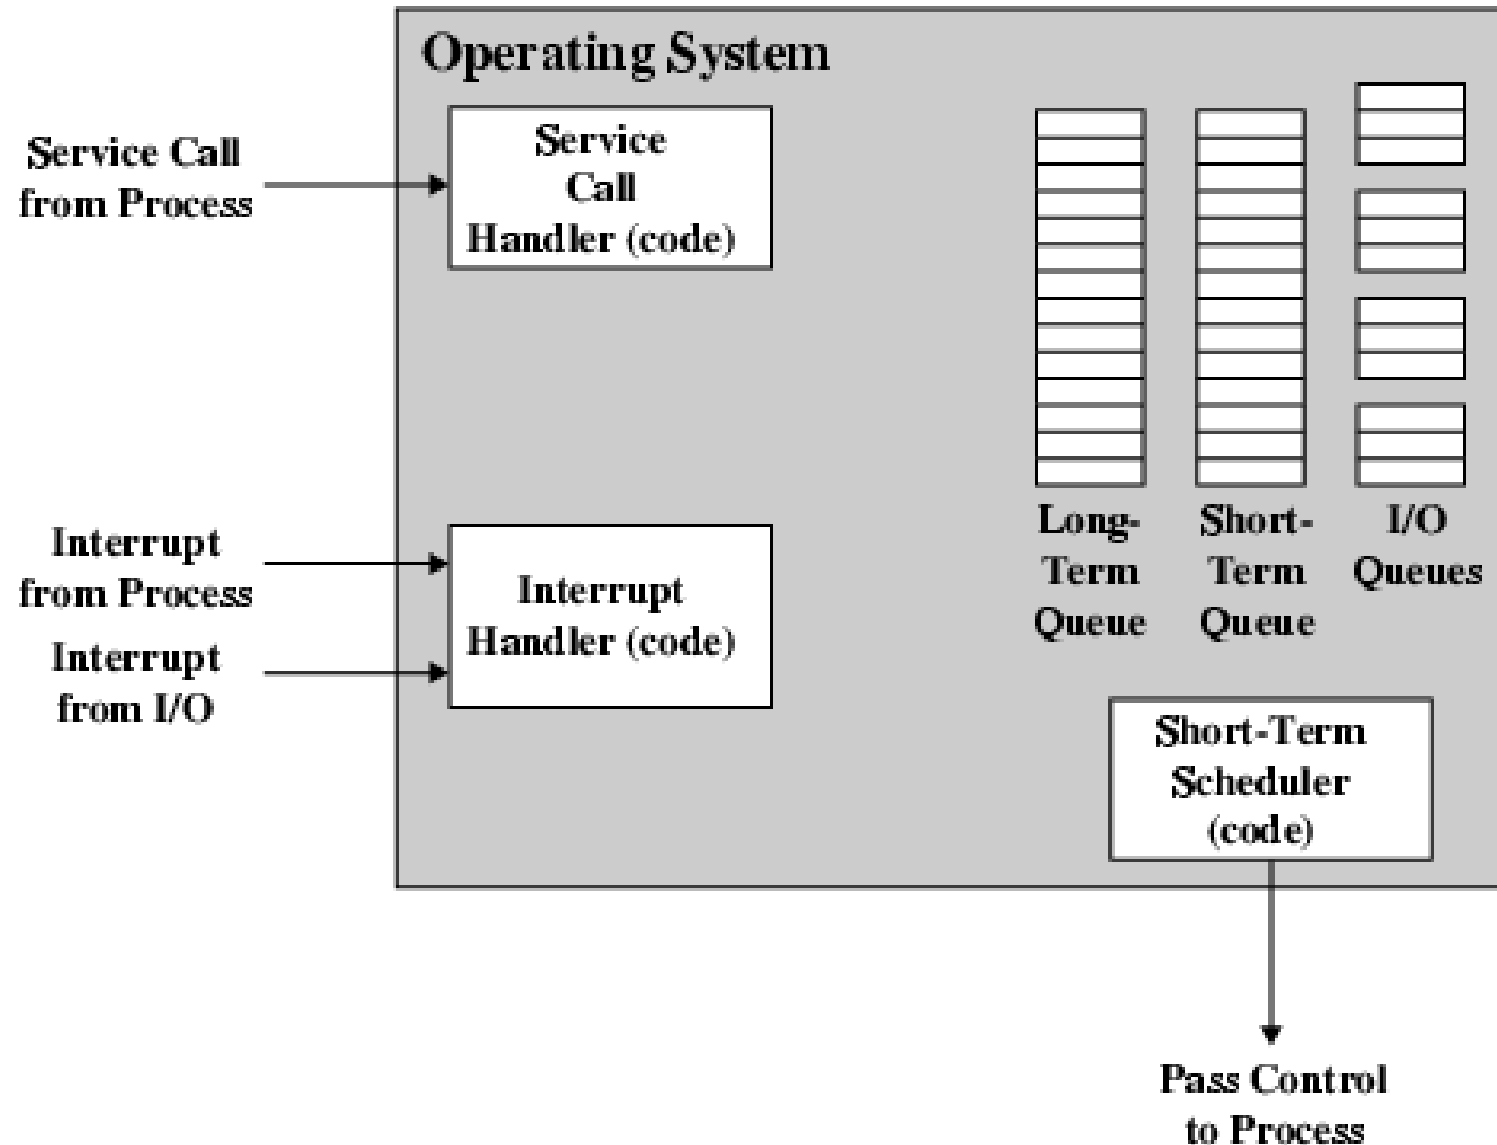 Operating System
Service Call
from Process
Service
Call
Handler (code)
Interrupt
from Process
Interrupt
from I/O
Interrupt
Handler (code)
Long-
Term
Queue
Short-
Term
Queue
I/O
Queues
Short-Term
Scheduler
(code)
Pass Control
to Process